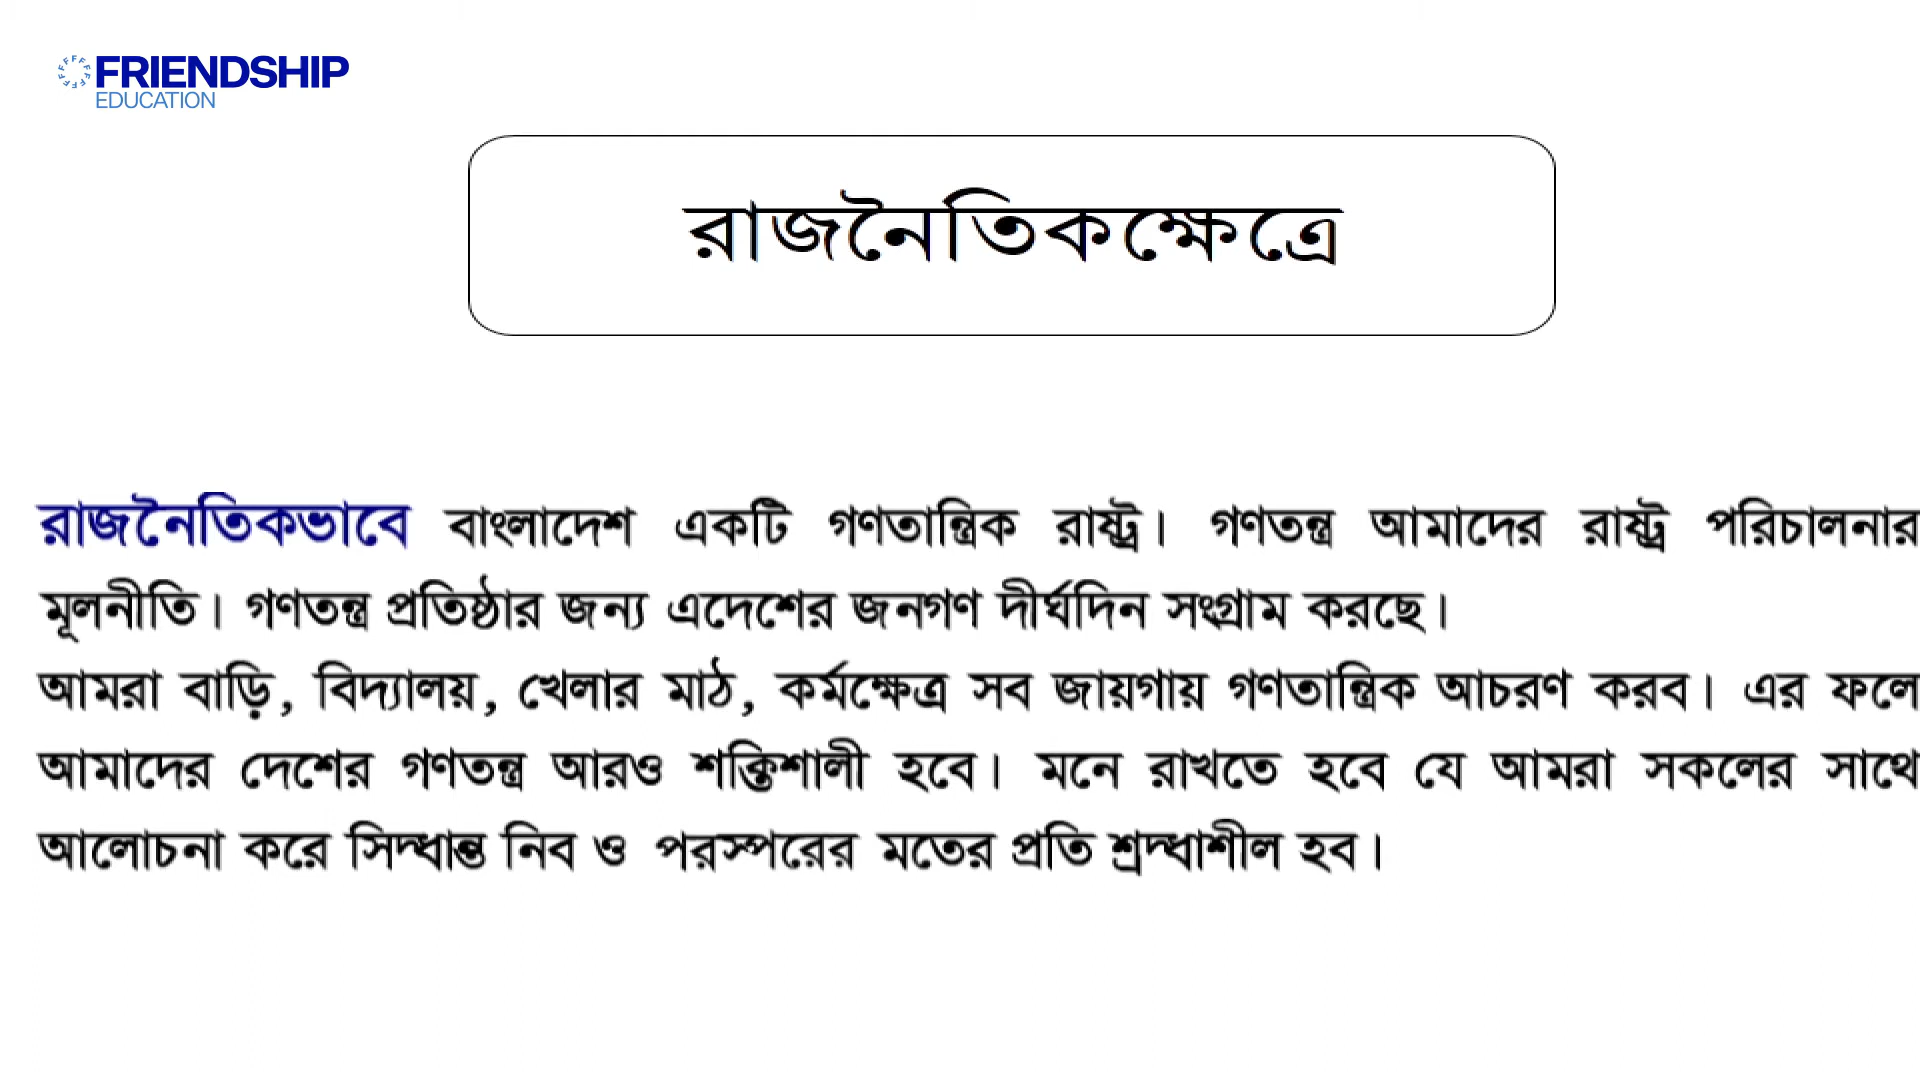 FRIENDSHIP
EDUCATION
রাজনৈতিকক্ষেত্রে
রাজনৈতিকভাবে বাংলাদেশ একটি গণতান্ত্রিক রাষ্ট্র। গণতন্ত্র আমাদের রাষ্ট্র পরিচালনার
মূলনীতি। গণতন্ত্র প্রতিষ্ঠার জন্য এদেশের জনগণ দীর্ঘদিন সংগ্রাম করছে।
আমরা বাড়ি, বিদ্যালয়, খেলার মাঠ, কর্মক্ষেত্র সব জায়গায় গণতান্ত্রিক আচরণ করব। এর ফলে
আমাদের দেশের গণতন্ত্র আরও শক্তিশালী হবে। মনে রাখতে হবে যে আমরা সকলের সাথে
আলোচনা করে সিদ্ধান্ত নিব ও পরস্পরের মতের প্রতি শ্রদ্ধাশীল হব।